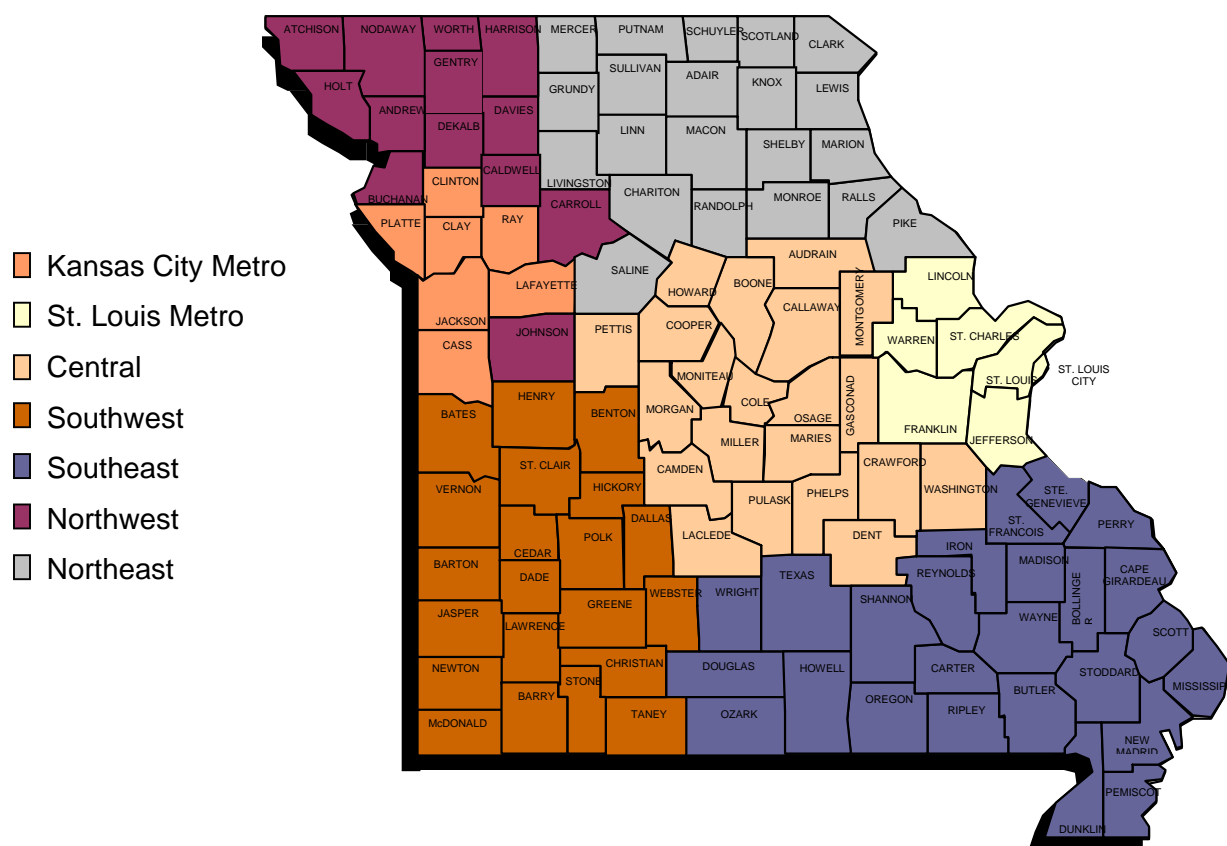 Kansas City Metro
St. Louis Metro
Central
Southwest
Southeast
Northwest
Northeast
ATCHISON
NODAWAY
WORTH
HARRISON
MERCER
PUTNAM
SCHUYLER
SCOTLAND
CLARK
GENTRY
SULLIVAN
ADAIR
KNOX
LEWIS
HOLT
GRUNDY
ANDREW
DAVIES
DEKALB
LINN
MACON
SHELBY
MARION
CALDWELL
CLINTON
LIVINGSTON
CHARITON
BUCHANAN
CARROLL
RANDOLPH
MONROE
RALLS
PLATTE
CLAY
RAY
PIKE
AUDRAIN
SALINE
LINCOLN
LAFAYETTE
HOWARD
BOONE
CALLAWAY
MONTGOMERY
JACKSON
JOHNSON
PETTIS
COOPER
WARREN
ST. CHARLES
CASS
MONITEAU
ST. LOUIS
ST. LOUIS
CITY
HENRY
BENTON
MORGAN
COLE
OSAGE
GASCONAD
BATES
FRANKLIN
JEFFERSON
MILLER
MARIES
ST. CLAIR
CAMDEN
CRAWFORD
VERNON
HICKORY
PULASK
PHELPS
WASHINGTON
STE.
GENEVIEVE
DALLAS
ST.
FRANCOIS
PERRY
CEDAR
POLK
LACLEDE
DENT
IRON
BARTON
DADE
TEXAS
REYNOLDS
MADISON
CAPE
GIRARDEAU
WEBSTER
WRIGHT
SHANNON
BOLLINGE
R
JASPER
GREENE
LAWRENCE
WAYNE
SCOTT
NEWTON
CHRISTIAN
DOUGLAS
HOWELL
CARTER
STODDARD
STONE
MISSISSIP
BARRY
OREGON
BUTLER
McDONALD
TANEY
OZARK
RIPLEY
NEW
MADRID
PEMISCOT
DUNKLIN